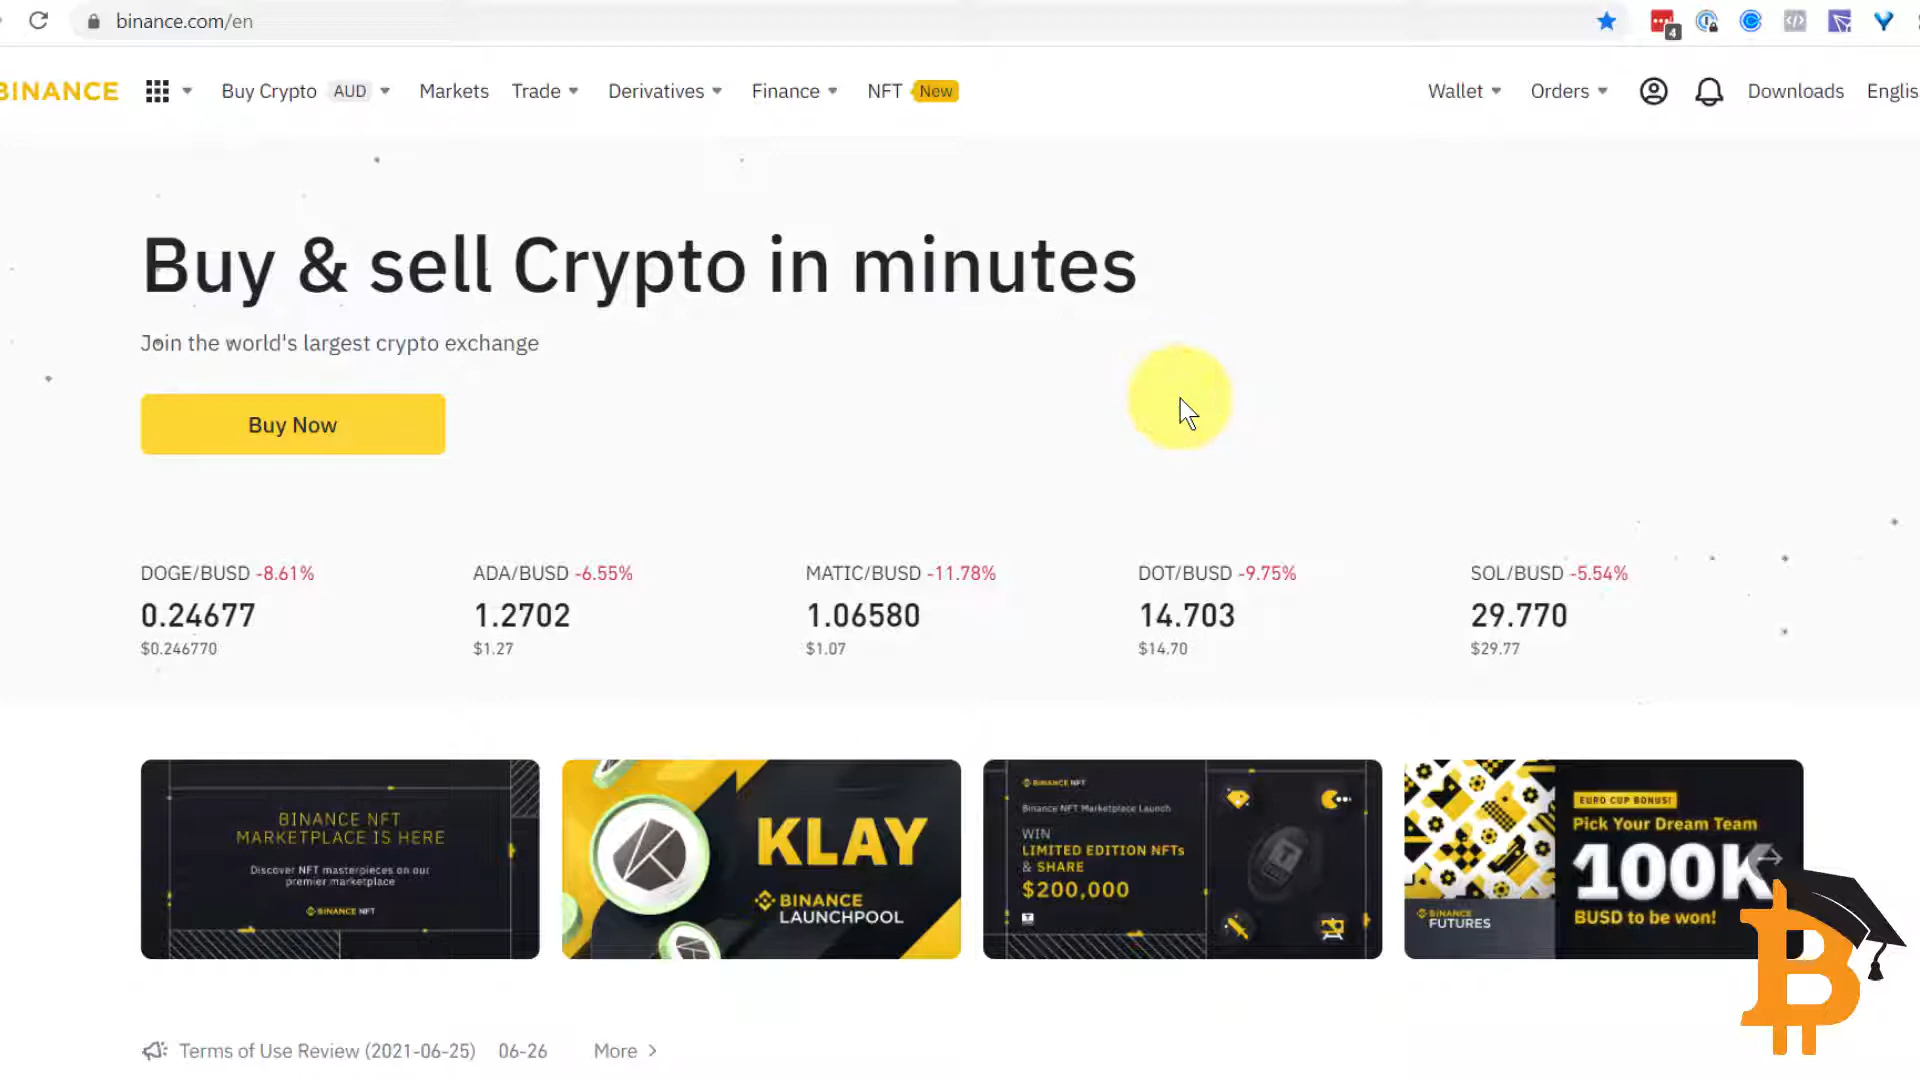 binance.com/en
4
BINANCE
Buy Crypto AUD
Markets
Trade
Derivatives
Finance
NFT New
Wallet
Orders
Downloads
Englis
Buy & sell Crypto in minutes
Join the world's largest crypto exchange
Buy Now
DOGE/BUSD -8.61%
0.24677
$0.246770
ADA/BUSD -6.55%
1.2702
$1.27
MATIC/BUSD -11.78%
1.06580
$1.07
DOT/BUSD -9.75%
14.703
$14.70
SOL/BUSD -5.54%
29.770
$29.77
BINANCE NFT
MARKETPLACE IS HERE
Discover NFT masterpieces on our
premier marketplace
BINANCE NFT
KLAY
BINANCE
LAUNCHPOOL
BINANCE NFT
Binance NFT Marketplace Launch
WIN
LIMITED EDITION NFTs
& SHARE
$200,000
EURO CUP BONUS!
Pick Your Dream Team
100K
BUSD to be won!
BINANCE
FUTURES
Terms of Use Review (2021-06-25) 06-26 More